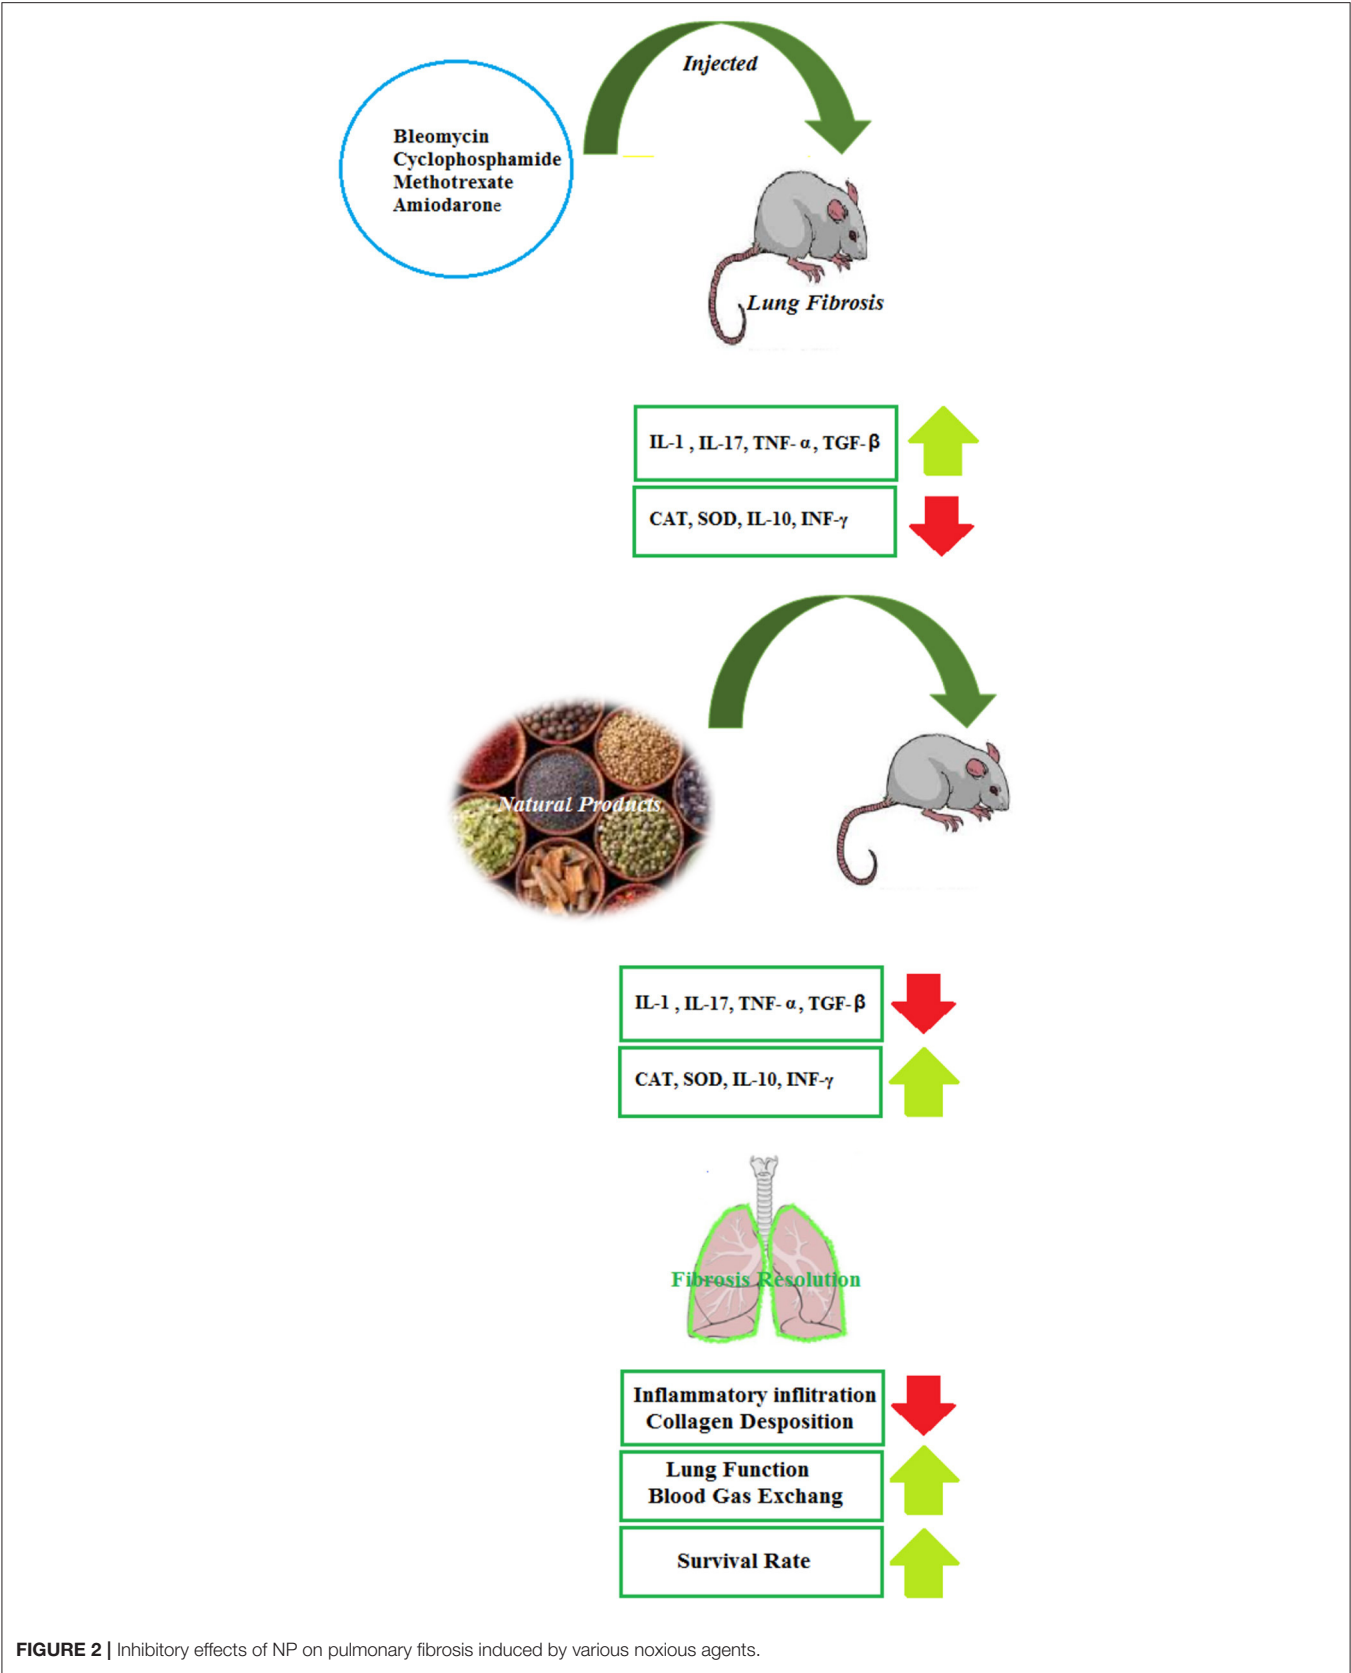 Injected
Bleomycin
Cyclophosphamide
Methotrexate
Amiodarone
Lung Fibrosis
IL-1 , IL-17, TNF- α, TGF- β
CAT, SOD, IL-10, INF-γ
Natural Products
IL-1 , IL-17, TNF- α, TGF- β
CAT, SOD, IL-10, INF-γ
Fibrosis Resolution
Inflammatory inflitration
Collagen Desposition
Lung Function
Blood Gas Exchang
Survival Rate
FIGURE 2 | Inhibitory effects of NP on pulmonary fibrosis induced by various noxious agents.